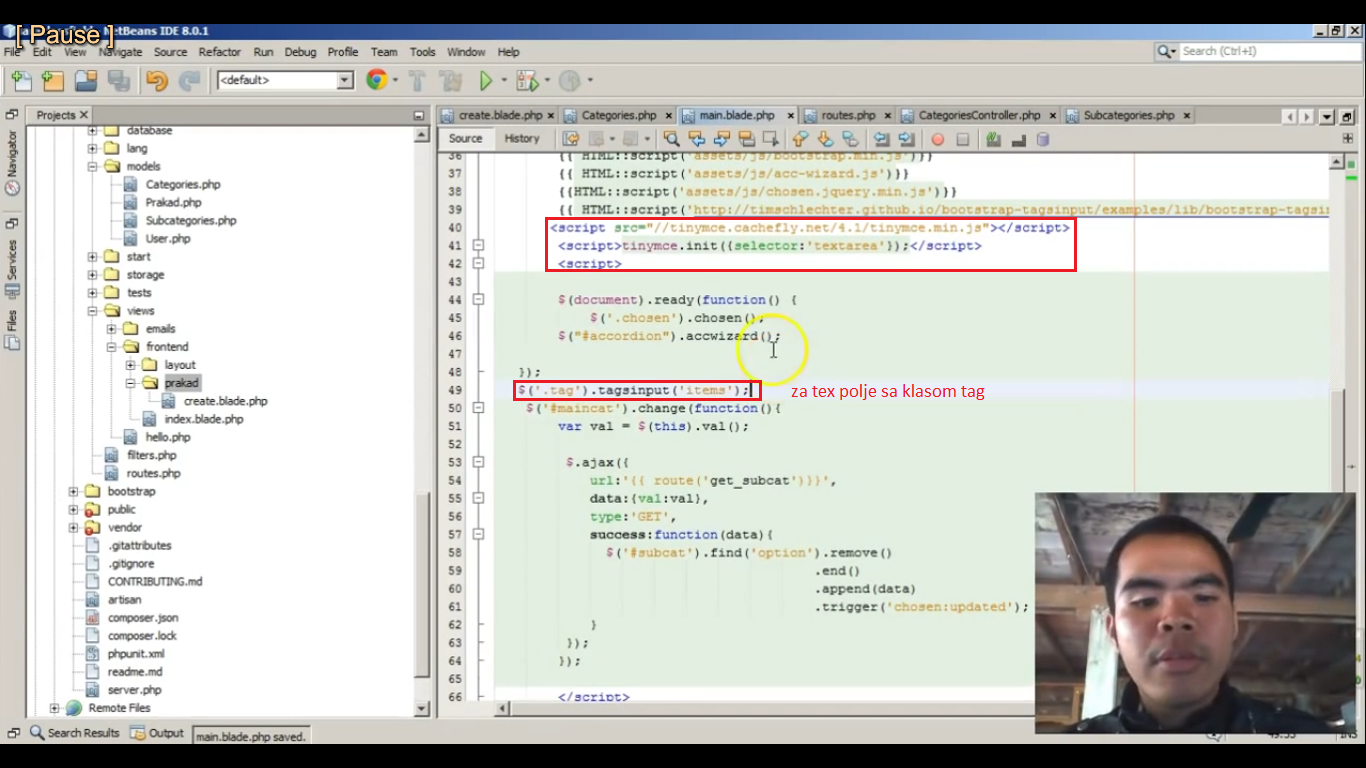 [ Pause ]
NetBeans IDE 8.0.1
File Edit View Navigate Source Refactor Run Debug Profile Team Tools Window Help
Search (Ctrl+I)
<default>
Projects
create.blade.php Categories.php main.blade.php routes.php CategoriesController.php Subcategories.php
Source History
Navigator
Services
Files
database
lang
models
Categories.php
Prakad.php
Subcategories.php
User.php
start
storage
tests
views
emails
frontend
layout
prakad
create.blade.php
index.blade.php
hello.php
filters.php
routes.php
bootstrap
public
vendor
.gitattributes
.gitignore
CONTRIBUTING.md
artisan
composer.json
composer.lock
phpunit.xml
readme.md
server.php
Remote Files
36 {{ HTML::script('assets/js/bootstrap.min.js')}}
37 {{ HTML::script('assets/js/acc-wizard.js')}}
38 {{HTML::script('assets/js/chosen.jquery.min.js')}}
39 {{ HTML::script('http://timschlechter.github.io/bootstrap-tagsinput/examples/lib/bootstrap-tagsin
40 <script src="//tinymce.cachefly.net/4.1/tinymce.min.js"></script>
41 <script>tinymce.init({selector:'textarea'});</script>
42 <script>
43
44 $(document).ready(function() {
45 $('.chosen').chosen();
46 $("#accordion").accwizard();
47
48 });
49 $('.tag').tagsinput('items'); za tex polje sa klasom tag
50 $('#maincat').change(function(){
51 var val = $(this).val();
52
53 $.ajax({
54 url:'{{ route('get_subcat')}}',
55 data:{val:val},
56 type:'GET',
57 success:function(data){
58 $('#subcat').find('option').remove()
59 .end()
60 .append(data)
61 .trigger('chosen:updated');
62 }
63 });
64 });
65
66 </script>
Search Results Output main.blade.php saved.
INS